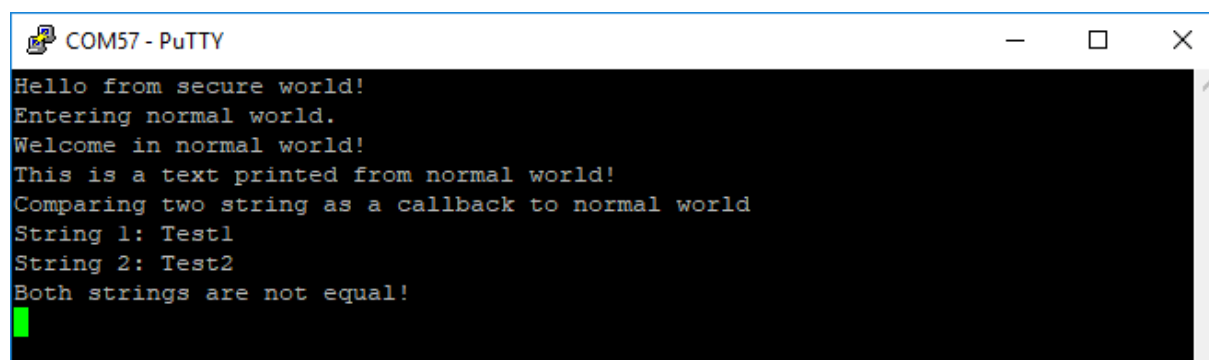 COM57 - PuTTY
Hello from secure world!
Entering normal world.
Welcome in normal world!
This is a text printed from normal world!
Comparing two string as a callback to normal world
String 1: Test1
String 2: Test2
Both strings are not equal!